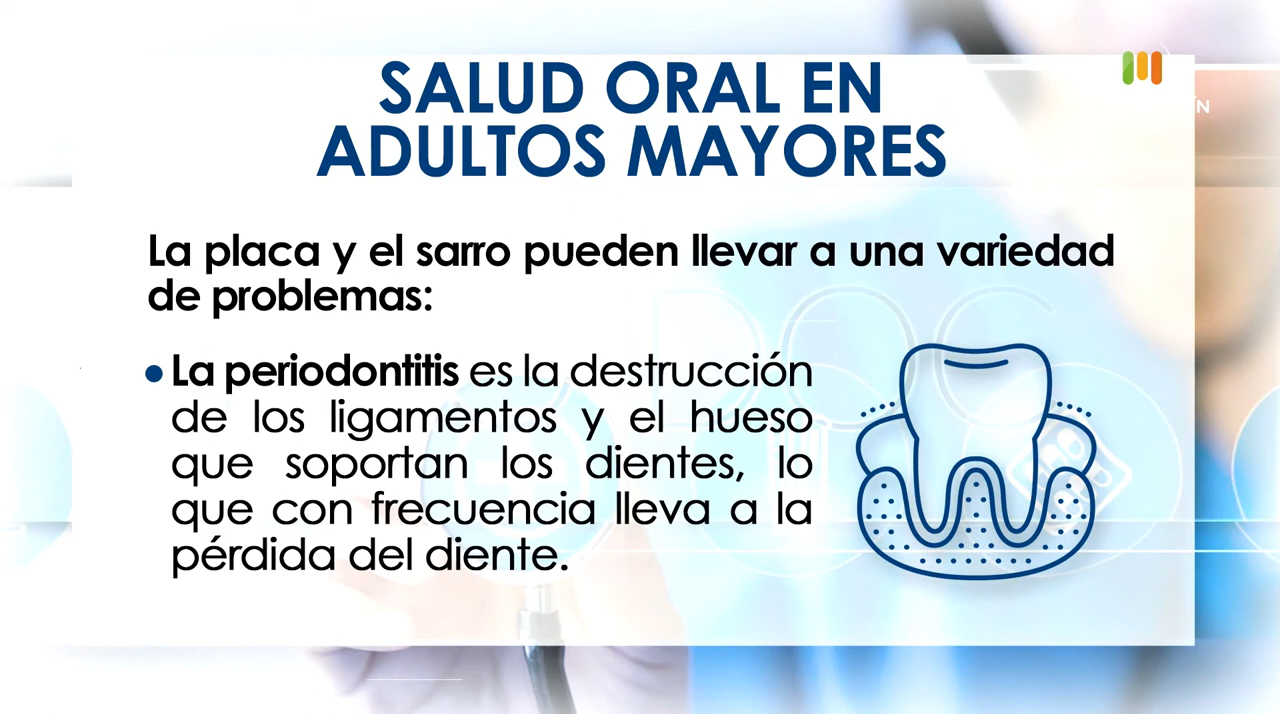 SALUD ORAL EN
ADULTOS MAYORES
La placa y el sarro pueden llevar a una variedad
de problemas:
• La periodontitis es la destrucción
de los ligamentos y el hueso
que soportan los dientes, lo
que con frecuencia lleva a la
pérdida del diente.